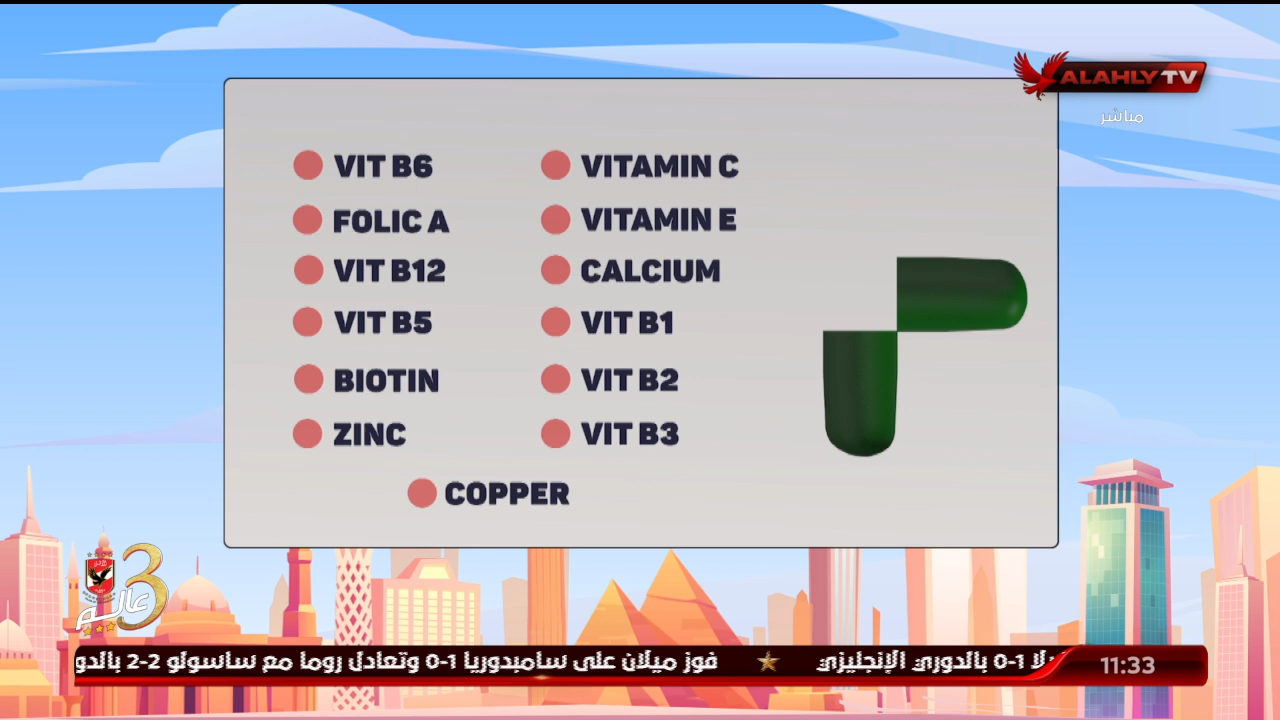 ALAHLY TV
مباشر
VIT B6
VITAMIN C
FOLIC A
VITAMIN E
VIT B12
CALCIUM
VIT B5
VIT B1
BIOTIN
VIT B2
ZINC
VIT B3
COPPER
3
عالم
1-0 بالدوري الإنجليزي
فوز ميلان على سامبدوريا 1-0 وتعادل روما مع ساسولو 2-2
11:33